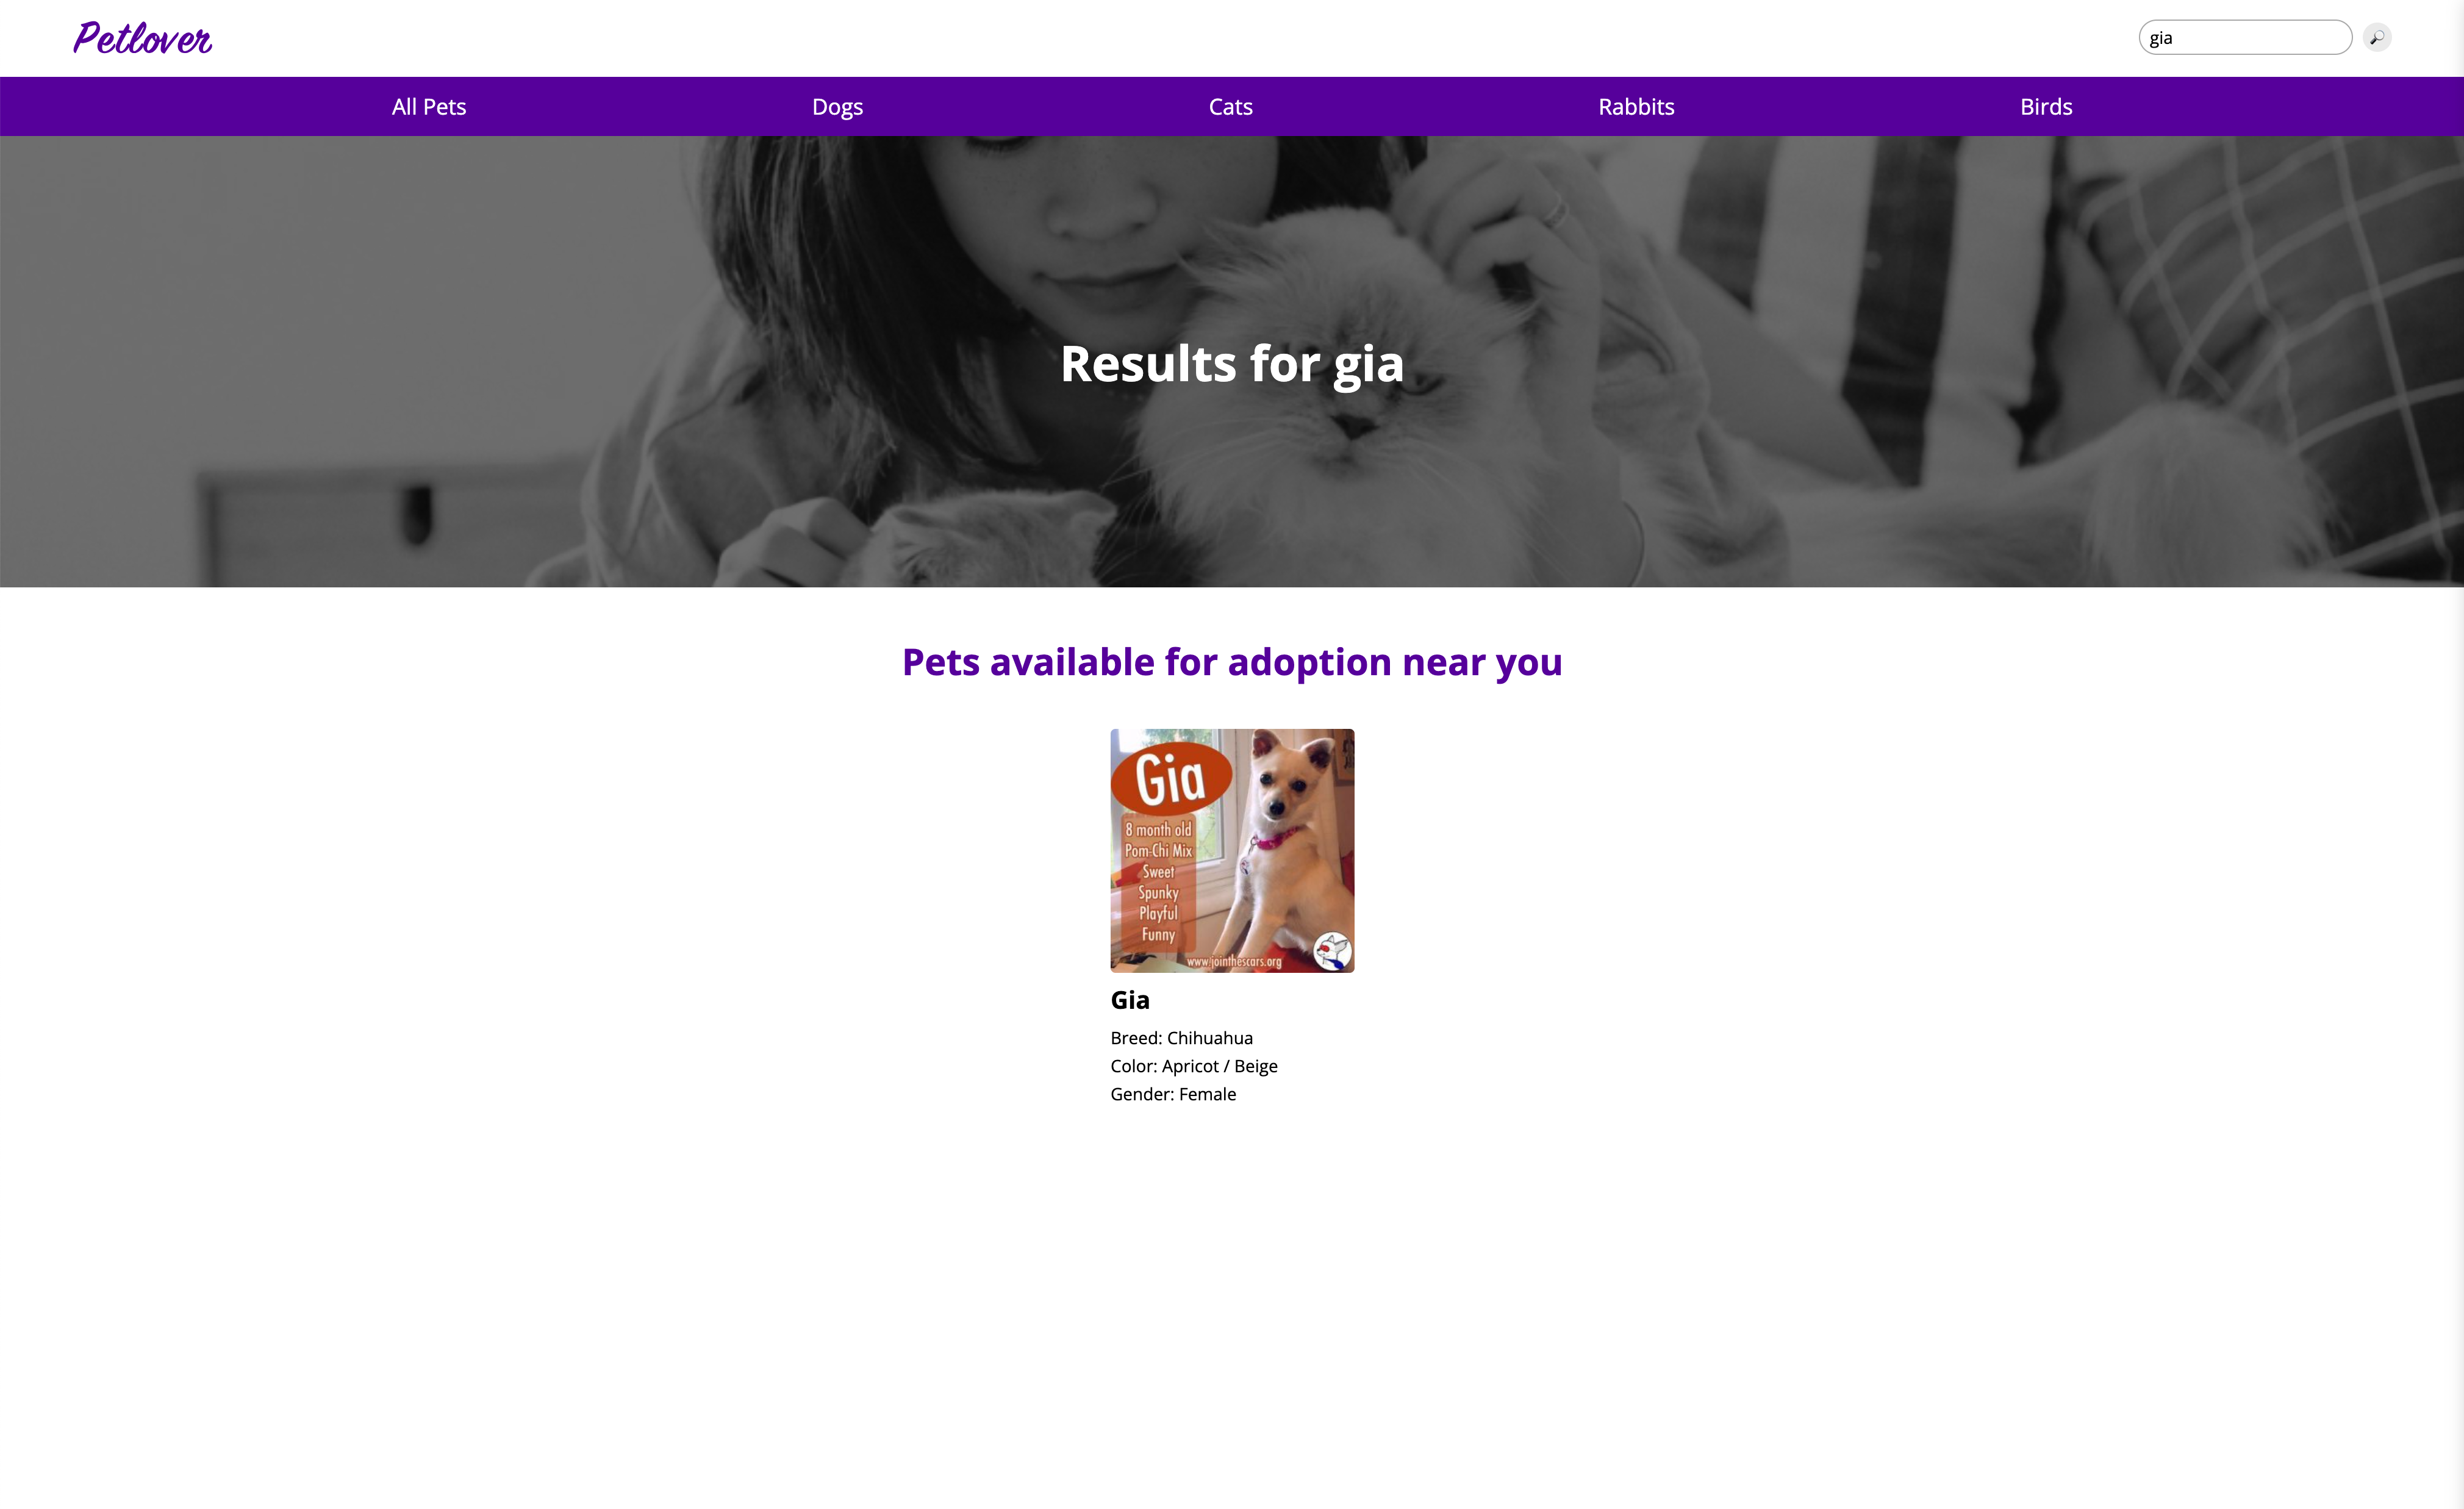 Petlover
gia
All Pets
Dogs
Cats
Rabbits
Birds
Results for gia
Pets available for adoption near you
Gia
8 month old
Pom-Chi Mix
Sweet
Spunky
Playful
Funny
www.jointhescars.org
Gia
Breed: Chihuahua
Color: Apricot / Beige
Gender: Female